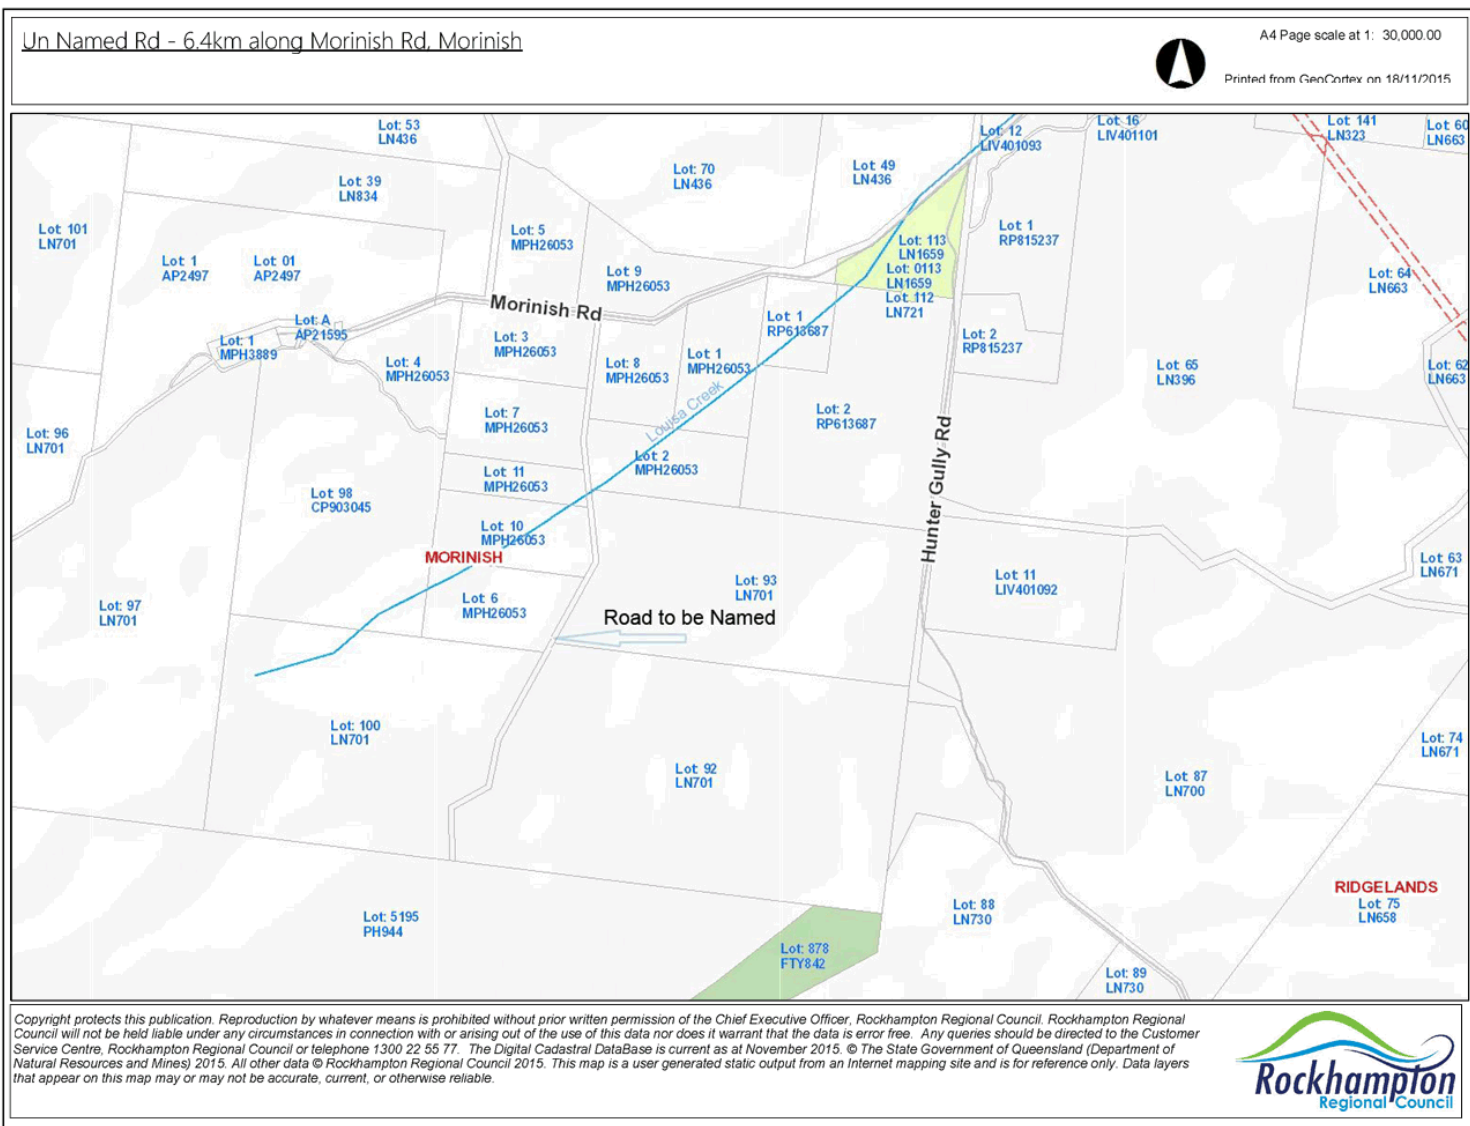 Un Named Rd - 6.4km along Morinish Rd, Morinish
A4 Page scale at 1: 30,000.00
Printed from GeoCortex on 18/11/2015
Lot: 53
LN436
Lot: 12
LIV401093
Lot: 16
LIV401101
Lot: 141
LN323
Lot: 60
LN663
Lot: 39
LN834
Lot: 70
LN436
Lot: 49
LN436
Lot: 101
LN701
Lot: 1
AP2497
Lot: 01
AP2497
Lot: 5
MPH26053
Lot: 9
MPH26053
Lot: 113
LN1659
Lot: 0113
LN1659
Lot: 112
LN721
Lot: 1
RP815237
Lot: 64
LN663
Morinish Rd
Lot: A
AP21595
Lot: 1
MPH3889
Lot: 4
MPH26053
Lot: 3
MPH26053
Lot: 8
MPH26053
Lot: 1
MPH26053
Lot: 1
RP613687
Lot: 2
RP815237
Lot: 65
LN396
Lot: 62
LN663
Louisa Creek
Lot: 7
MPH26053
Lot: 2
RP613687
Lot: 96
LN701
Lot: 11
MPH26053
Lot: 2
MPH26053
Hunter Gully Rd
Lot: 98
CP903045
Lot: 10
MPH26053
MORINISH
Lot: 63
LN671
Lot: 97
LN701
Lot: 6
MPH26053
Lot: 93
LN701
Lot: 11
LIV401092
Road to be Named
Lot: 100
LN701
Lot: 92
LN701
Lot: 87
LN700
Lot: 74
LN671
RIDGELANDS
Lot: 75
LN658
Lot: 5195
PH944
Lot: 88
LN730
Lot: 878
FTY842
Lot: 89
LN730
Copyright protects this publication. Reproduction by whatever means is prohibited without prior written permission of the Chief Executive Officer, Rockhampton Regional Council. Rockhampton Regional
Council will not be held liable under any circumstances in connection with or arising out of the use of this data nor does it warrant that the data is error free. Any queries should be directed to the Customer
Service Centre, Rockhampton Regional Council or telephone 1300 22 55 77. The Digital Cadastral DataBase is current as at November 2015. © The State Government of Queensland (Department of
Natural Resources and Mines) 2015. All other data © Rockhampton Regional Council 2015. This map is a user generated static output from an Internet mapping site and is for reference only. Data layers
that appear on this map may or may not be accurate, current, or otherwise reliable.
Rockhampton
Regional Council